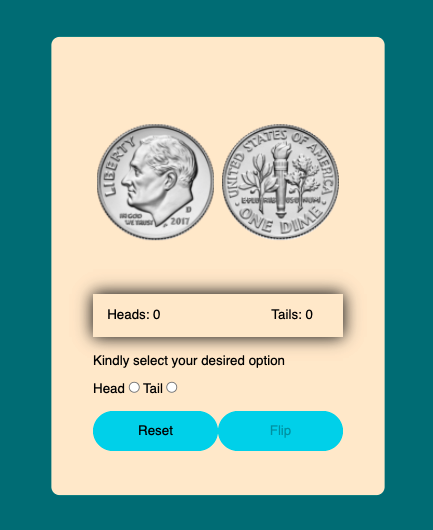 LIBERTY
IN GOD
WE TRUST
D
2017
UNITED STATES OF AMERICA
E PLURIBUS UNUM
ONE DIME
Heads: 0
Tails: 0
Kindly select your desired option
Head Tail
Reset
Flip